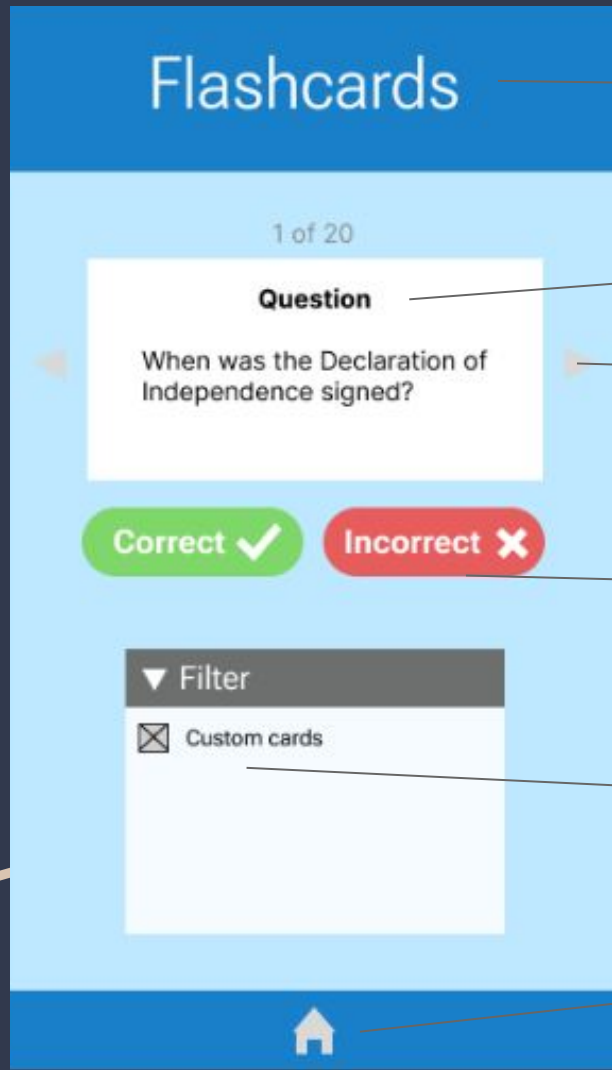 Flashcards
1 of 20
Question
When was the Declaration of
Independence signed?
Correct
Incorrect
Filter
Custom cards